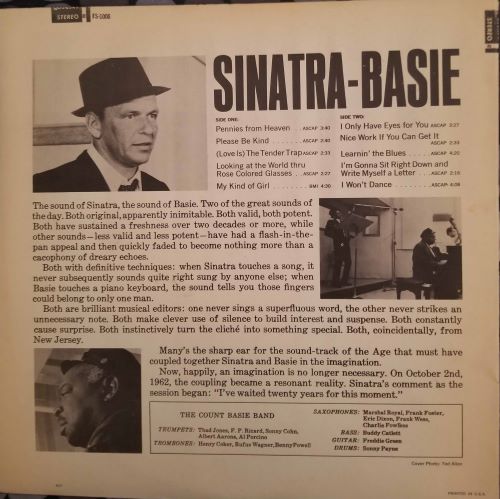 STEREO FS-1008
STEREO
SINATRA-BASIE
SIDE ONE:
Pennies from Heaven . . . . ASCAP 3:40
Please Be Kind . . . . . . . ASCAP 2:40
(Love Is) The Tender Trap ASCAP 2:33
Looking at the World thru
Rose Colored Glasses . . . ASCAP 2:27
My Kind of Girl . . . . . . . . BMI 4:30
SIDE TWO:
I Only Have Eyes for You ASCAP 3:27
Nice Work If You Can Get It
ASCAP 2:33
Learnin' the Blues . . . . . ASCAP 4:20
I'm Gonna Sit Right Down and
Write Myself a Letter . . . . ASCAP 2:19
I Won't Dance . . . . . . . ASCAP 4:06
The sound of Sinatra, the sound of Basie. Two of the great sounds of
the day. Both original, apparently inimitable. Both valid, both potent.
Both have sustained a freshness over two decades or more, while
other sounds—less valid and less potent—have had a flash-in-the-
pan appeal and then quickly faded to become nothing more than a
cacophony of dreary echoes.
Both with definitive techniques: when Sinatra touches a song, it
never subsequently sounds quite right sung by anyone else; when
Basie touches a piano keyboard, the sound tells you those fingers
could belong to only one man.
Both are brilliant musical editors: one never sings a superfluous word, the other never strikes an
unnecessary note. Both make clever use of silence to build interest and suspense. Both constantly
cause surprise. Both instinctively turn the cliché into something special. Both, coincidentally, from
New Jersey.
Many's the sharp ear for the sound-track of the Age that must have
coupled together Sinatra and Basie in the imagination.
Now, happily, an imagination is no longer necessary. On October 2nd,
1962, the coupling became a resonant reality. Sinatra's comment as the
session began: "I've waited twenty years for this moment."
THE COUNT BASIE BAND
TRUMPETS: Thad Jones, F. P. Ricard, Sonny Cohn,
Albert Aarons, Al Porcino
TROMBONES: Henry Coker, Rufus Wagner, Benny Powell
SAXOPHONES: Marshal Royal, Frank Foster,
Eric Dixon, Frank Wess,
Charlie Fowlkes
BASS: Buddy Catlett
GUITAR: Freddie Green
DRUMS: Sonny Payne
Cover Photo: Ted Allen
PRINTED IN U.S.A.